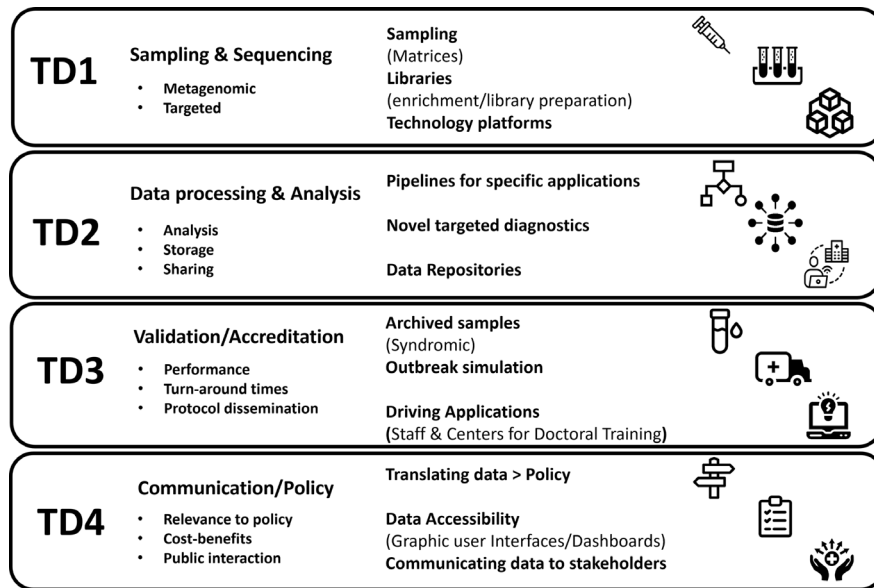 TD1
Sampling & Sequencing
• Metagenomic
• Targeted
Sampling
(Matrices)
Libraries
(enrichment/library preparation)
Technology platforms
TD2
Data processing & Analysis
• Analysis
• Storage
• Sharing
Pipelines for specific applications
Novel targeted diagnostics
Data Repositories
TD3
Validation/Accreditation
• Performance
• Turn-around times
• Protocol dissemination
Archived samples
(Syndromic)
Outbreak simulation
Driving Applications
(Staff & Centers for Doctoral Training)
TD4
Communication/Policy
• Relevance to policy
• Cost-benefits
• Public interaction
Translating data > Policy
Data Accessibility
(Graphic user Interfaces/Dashboards)
Communicating data to stakeholders